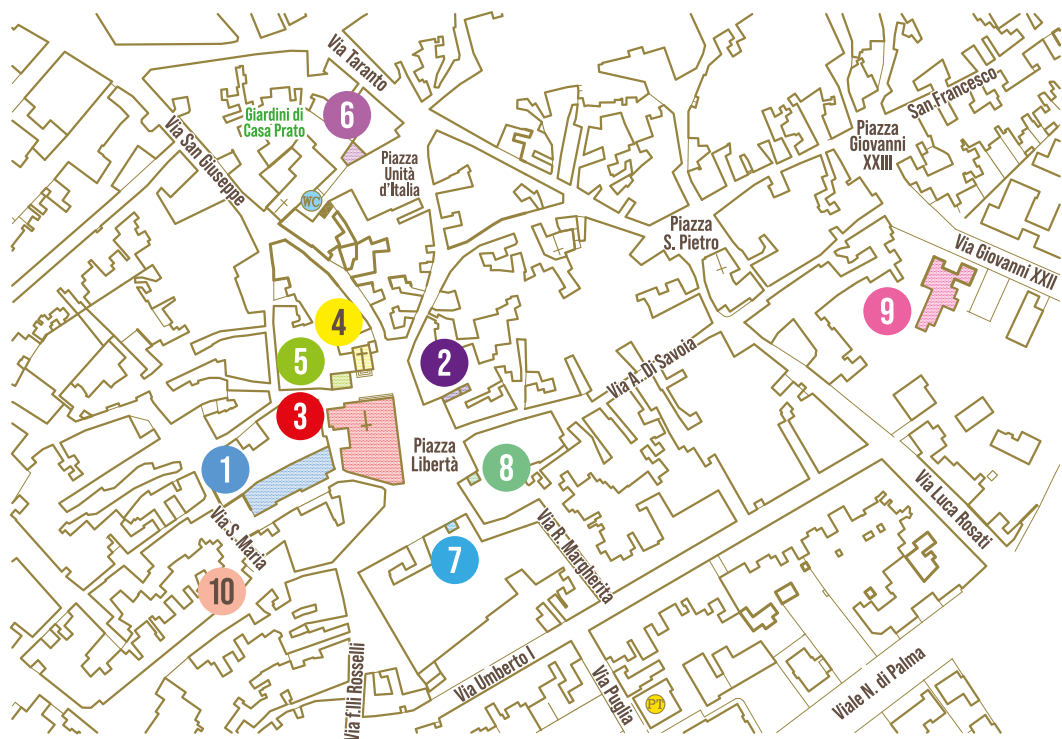 Via Taranto
San Francesco
Giardini di
Casa Prato
6
Piazza
Giovanni
XXIII
Via San Giuseppe
Piazza
Unità
d'Italia
WC
Piazza
S. Pietro
Via Giovanni XXII
9
4
5
2
Via A. Di Savoia
3
Piazza
Libertà
1
8
Via Luca Rosati
Via S. Maria
7
Via R. Margherita
10
Via f.lli Rosselli
Via Umberto I
Via Puglia
PT
Viale N. di Palma